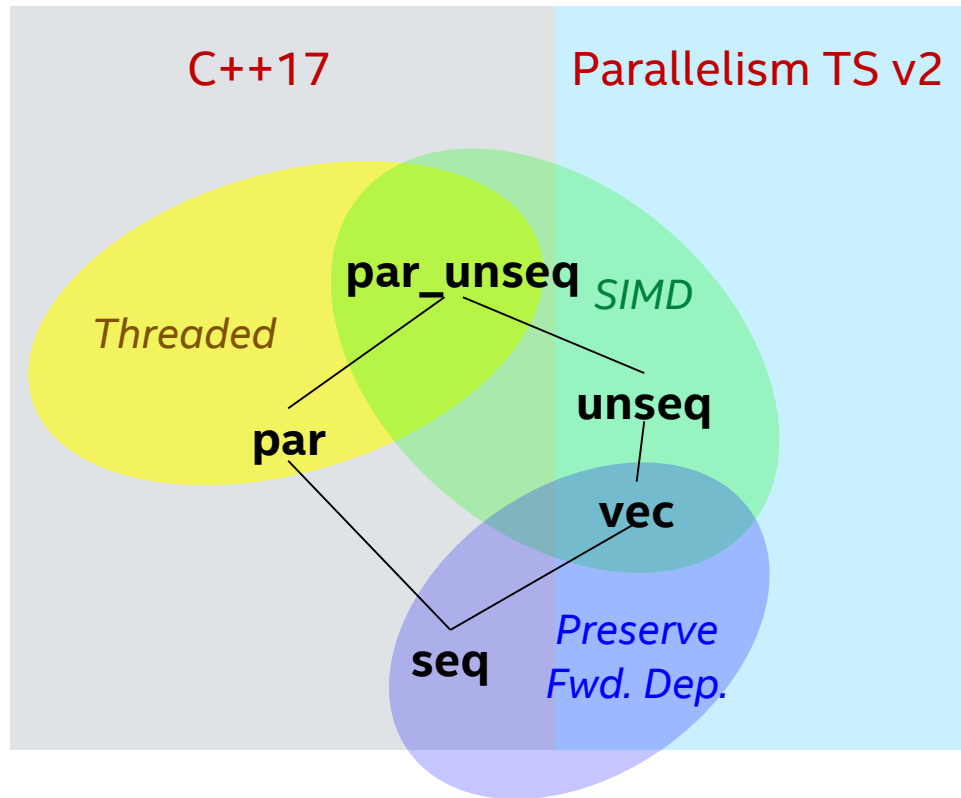 C++17
Parallelism TS v2
par_unseq
SIMD
Threaded
unseq
par
vec
Preserve
Fwd. Dep.
seq